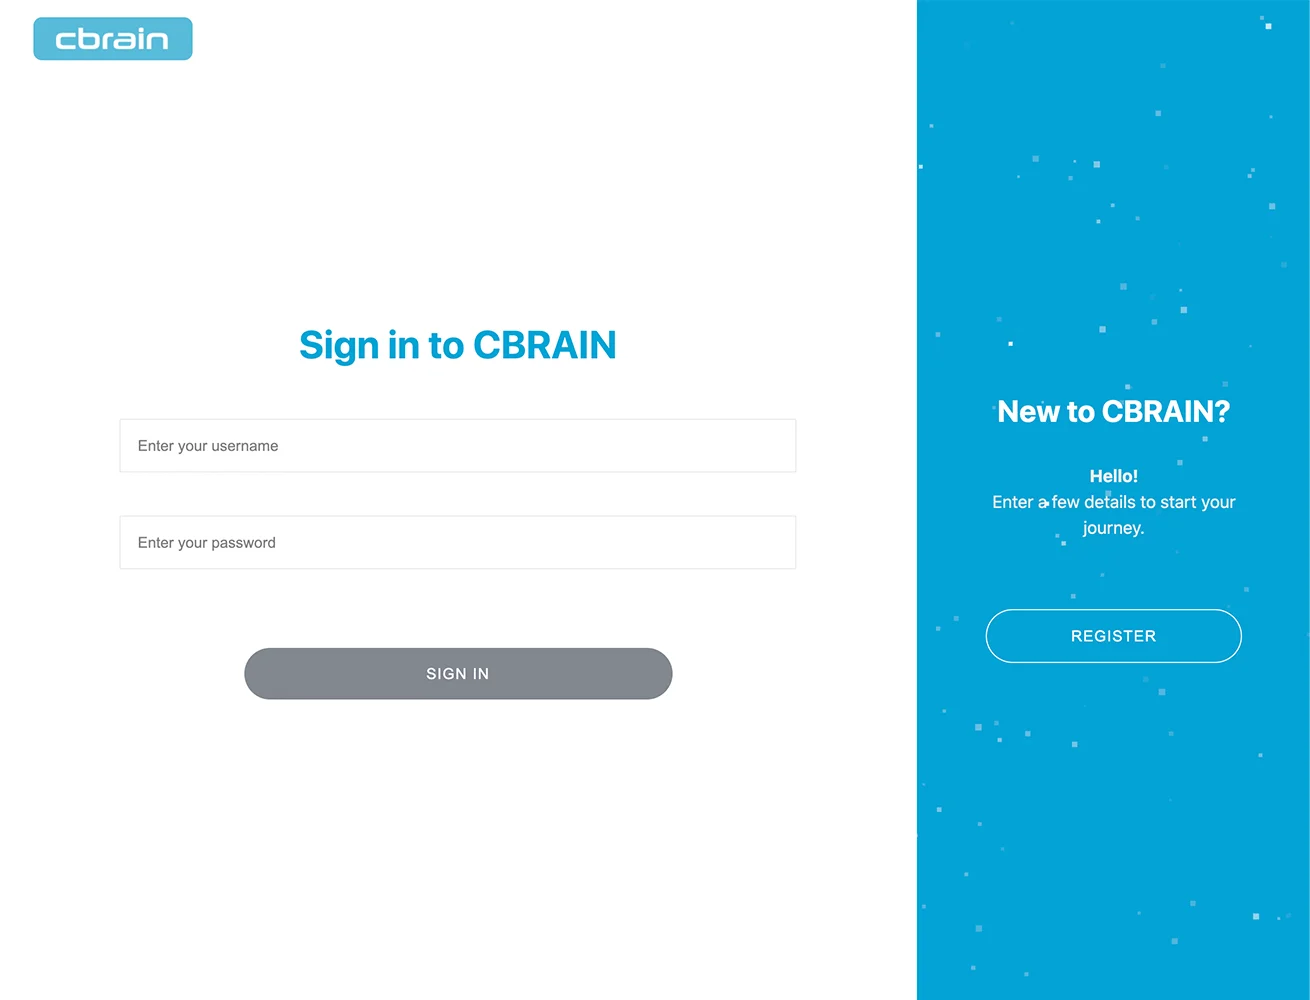 cbrain
Sign in to CBRAIN
Enter your username
Enter your password
SIGN IN
New to CBRAIN?
Hello!
Enter a few details to start your
journey.
REGISTER